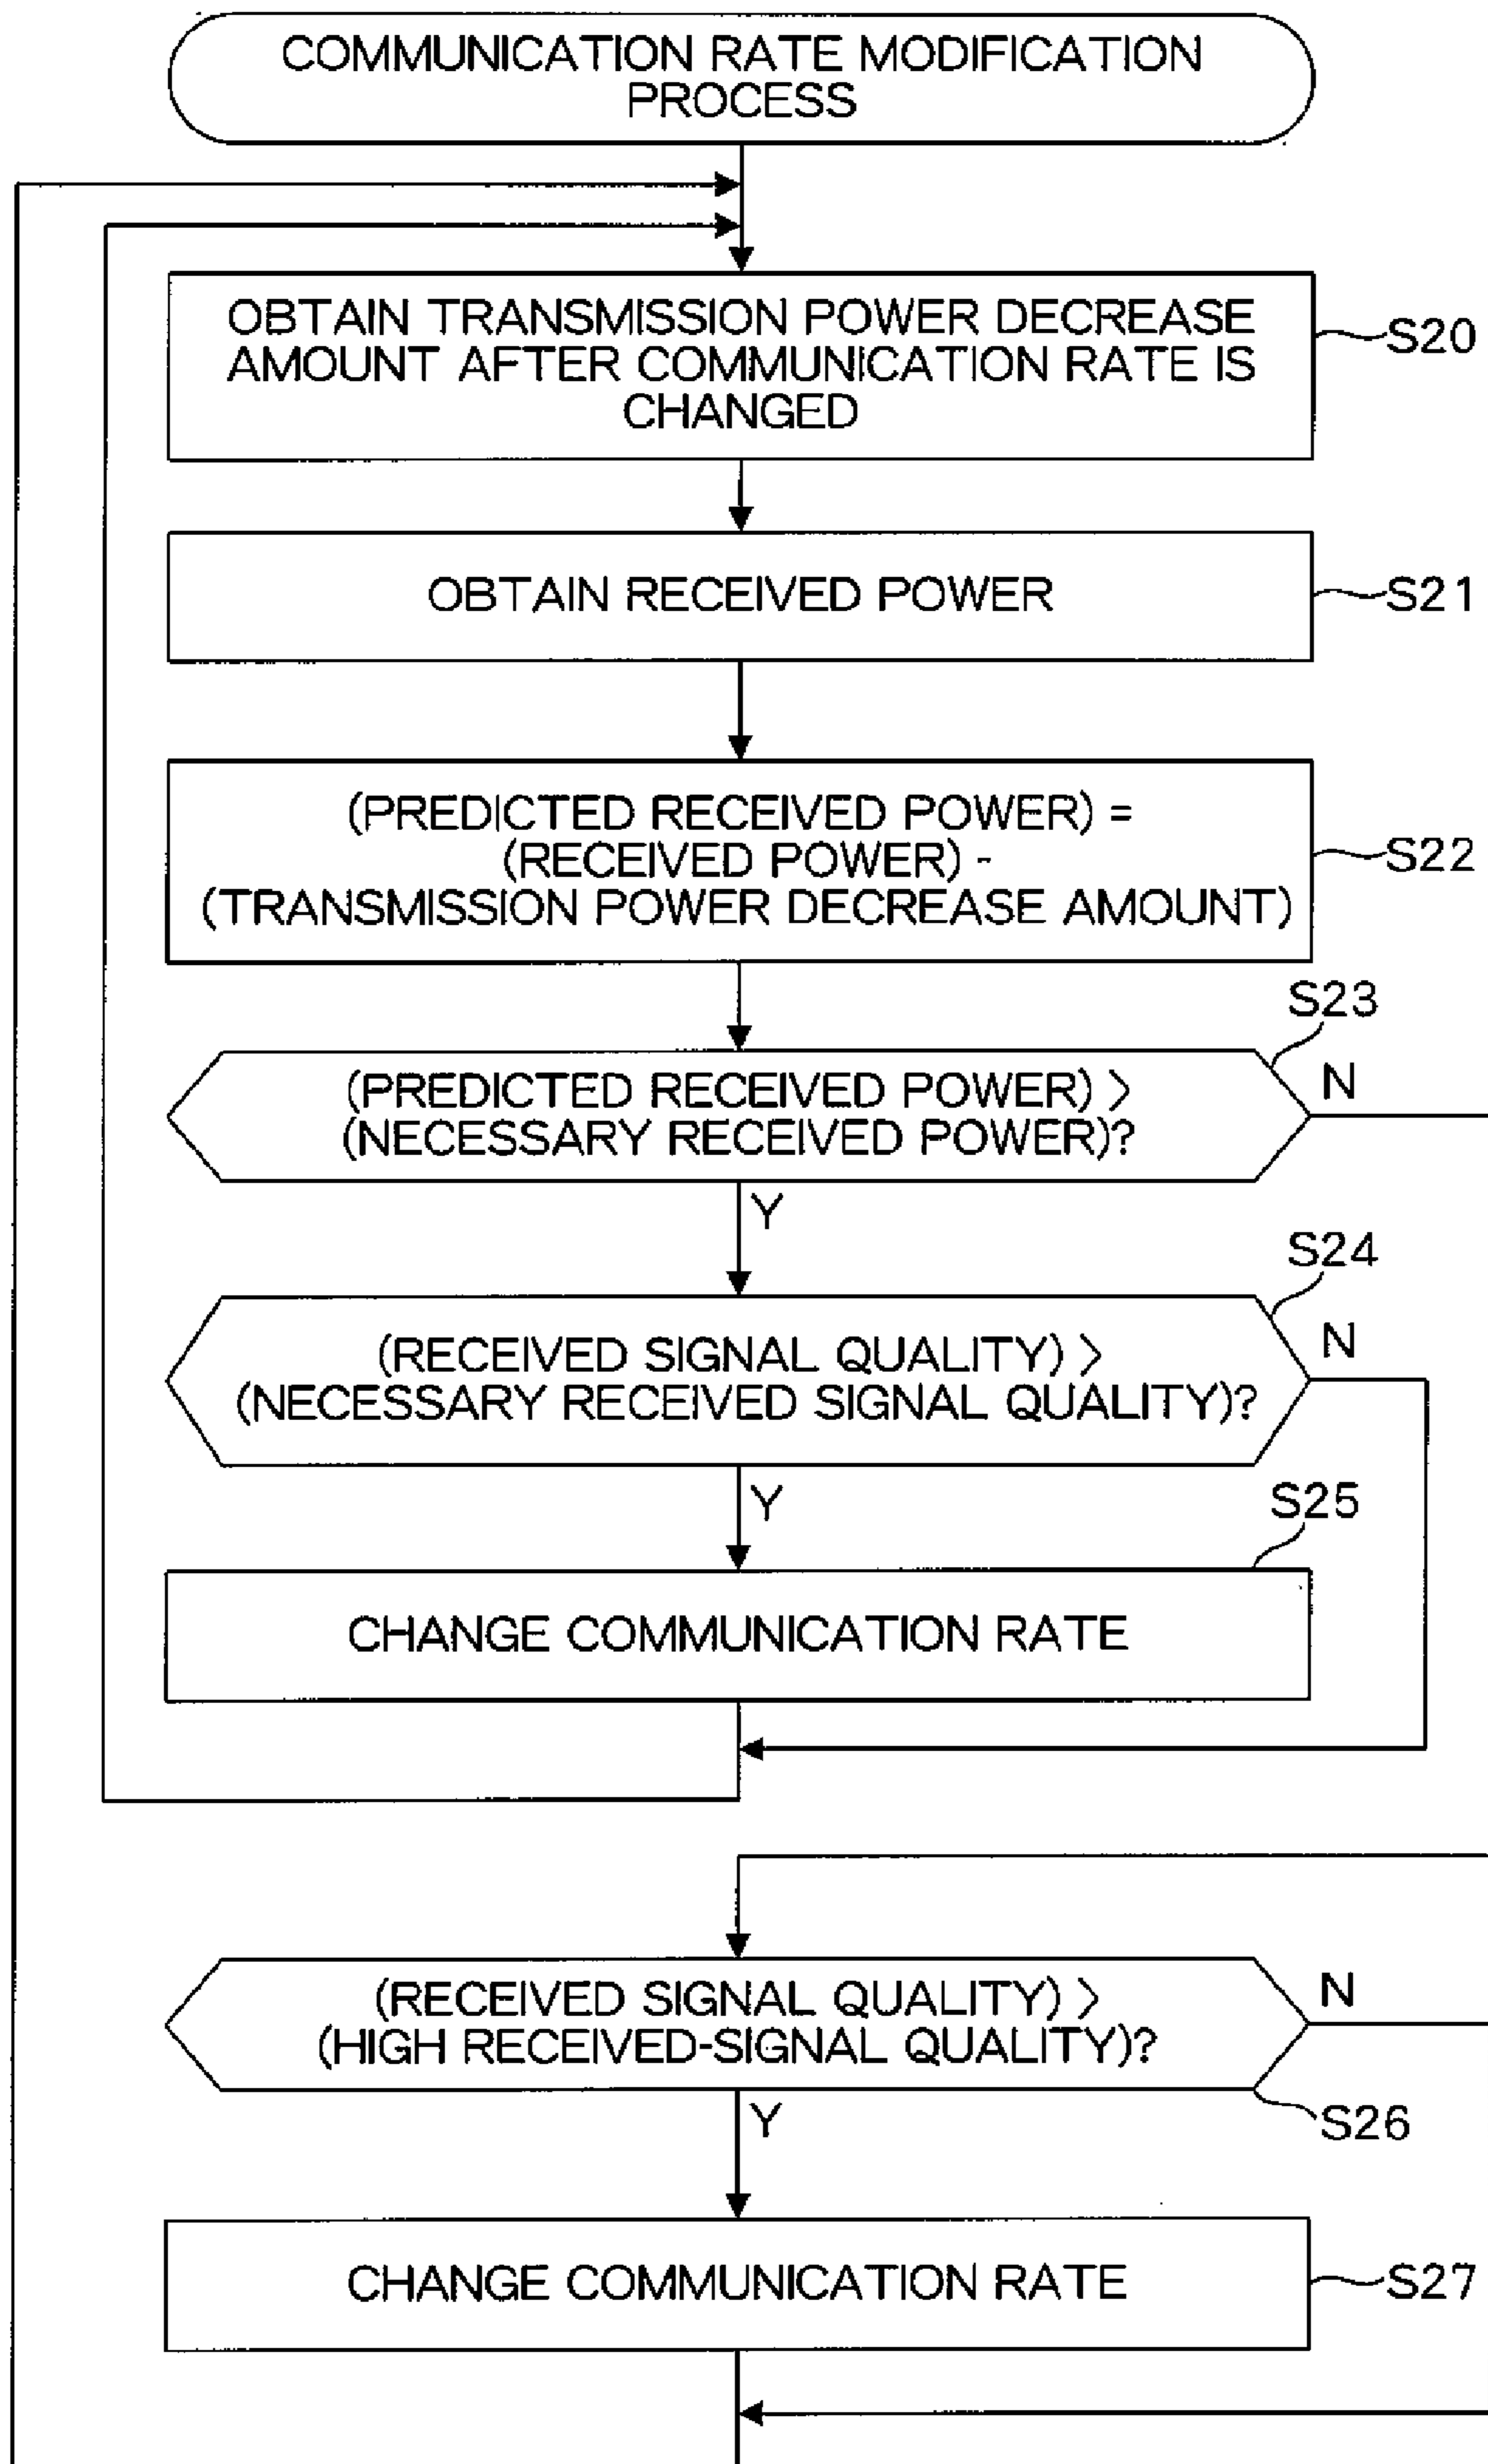 COMMUNICATION RATE MODIFICATION
PROCESS
OBTAIN TRANSMISSION POWER DECREASE
AMOUNT AFTER COMMUNICATION RATE IS
CHANGED
S20
OBTAIN RECEIVED POWER
S21
(PREDICTED RECEIVED POWER) =
(RECEIVED POWER) -
(TRANSMISSION POWER DECREASE AMOUNT)
S22
S23
(PREDICTED RECEIVED POWER) >
(NECESSARY RECEIVED POWER)?
N
Y
S24
(RECEIVED SIGNAL QUALITY) >
(NECESSARY RECEIVED SIGNAL QUALITY)?
N
Y
S25
CHANGE COMMUNICATION RATE
(RECEIVED SIGNAL QUALITY) >
(HIGH RECEIVED-SIGNAL QUALITY)?
N
S26
Y
CHANGE COMMUNICATION RATE
S27